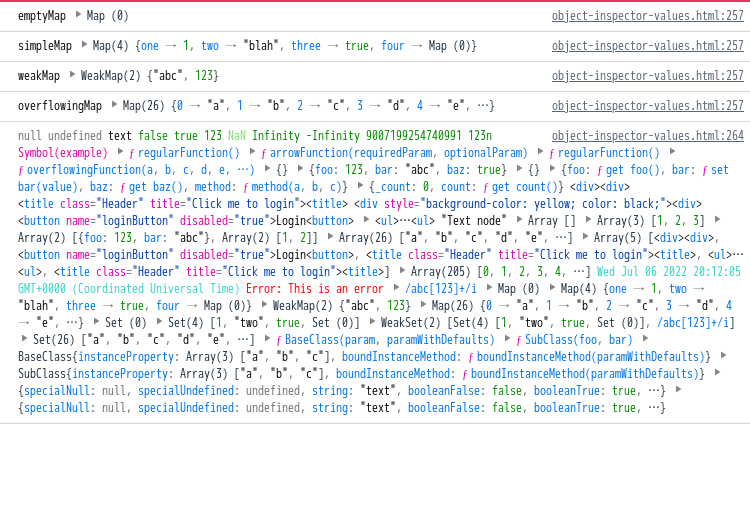 emptyMap ▶ Map (0) object-inspector-values.html:257
simpleMap ▶ Map(4) {one → 1, two → "blah", three → true, four → Map (0)} object-inspector-values.html:257
weakMap ▶ WeakMap(2) {"abc", 123} object-inspector-values.html:257
overflowingMap ▶ Map(26) {0 → "a", 1 → "b", 2 → "c", 3 → "d", 4 → "e", …} object-inspector-values.html:257
null undefined text false true 123 NaN Infinity -Infinity 9007199254740991 123n object-inspector-values.html:264
Symbol(example) ▶ ƒ regularFunction() ▶ ƒ arrowFunction(requiredParam, optionalParam) ▶ ƒ regularFunction() ▶
ƒ overflowingFunction(a, b, c, d, e, …) ▶ {} ▶ {foo: 123, bar: "abc", baz: true} ▶ {} ▶ {foo: ƒ get foo(), bar: ƒ set
bar(value), baz: ƒ get baz(), method: ƒ method(a, b, c)} ▶ {_count: 0, count: ƒ get count()} <div><div>
<title class="Header" title="Click me to login"><title> <div style="background-color: yellow; color: black;"><div>
<button name="loginButton" disabled="true">Login<button> ▶ <ul>⋯<ul> "Text node" ▶ Array [] ▶ Array(3) [1, 2, 3] ▶
Array(2) [{foo: 123, bar: "abc"}, Array(2) [1, 2]] ▶ Array(26) ["a", "b", "c", "d", "e", …] ▶ Array(5) [<div><div>,
<button name="loginButton" disabled="true">Login<button>, <title class="Header" title="Click me to login"><title>, <ul>⋯
<ul>, <title class="Header" title="Click me to login"><title>] ▶ Array(205) [0, 1, 2, 3, 4, …] Wed Jul 06 2022 20:12:05
GMT+0000 (Coordinated Universal Time) Error: This is an error ▶ /abc[123]+/i ▶ Map (0) ▶ Map(4) {one → 1, two →
"blah", three → true, four → Map (0)} ▶ WeakMap(2) {"abc", 123} ▶ Map(26) {0 → "a", 1 → "b", 2 → "c", 3 → "d", 4
→ "e", …} ▶ Set (0) ▶ Set(4) [1, "two", true, Set (0)] ▶ WeakSet(2) [Set(4) [1, "two", true, Set (0)], /abc[123]+/i]
▶ Set(26) ["a", "b", "c", "d", "e", …] ▶ ƒ BaseClass(param, paramWithDefaults) ▶ ƒ SubClass(foo, bar) ▶
BaseClass{instanceProperty: Array(3) ["a", "b", "c"], boundInstanceMethod: ƒ boundInstanceMethod(paramWithDefaults)} ▶
SubClass{instanceProperty: Array(3) ["a", "b", "c"], boundInstanceMethod: ƒ boundInstanceMethod(paramWithDefaults)} ▶
{specialNull: null, specialUndefined: undefined, string: "text", booleanFalse: false, booleanTrue: true, …} ▶
{specialNull: null, specialUndefined: undefined, string: "text", booleanFalse: false, booleanTrue: true, …}